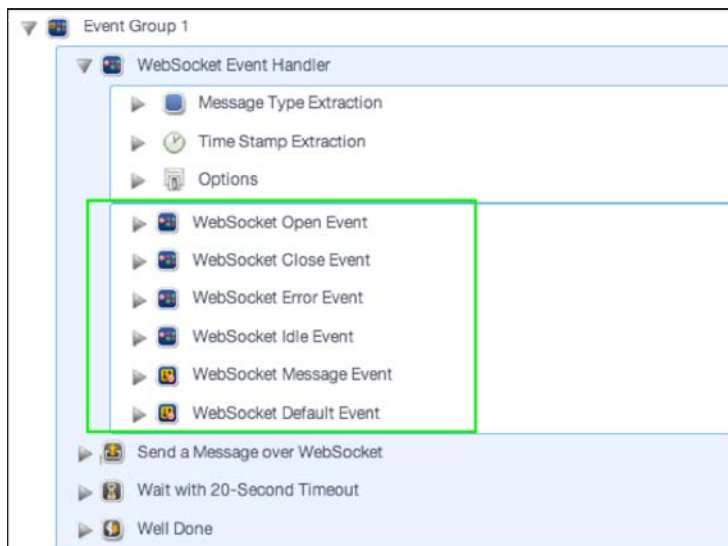 Event Group 1
WebSocket Event Handler
Message Type Extraction
Time Stamp Extraction
Options
WebSocket Open Event
WebSocket Close Event
WebSocket Error Event
WebSocket Idle Event
WebSocket Message Event
WebSocket Default Event
Send a Message over WebSocket
Wait with 20-Second Timeout
Well Done